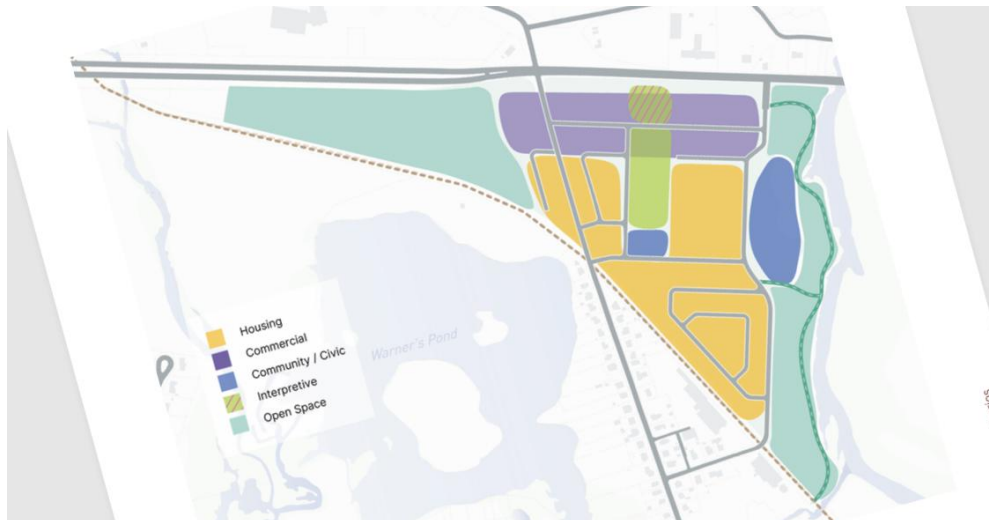 Warner's Pond
Housing
Commercial
Community / Civic
Interpretive
Open Space